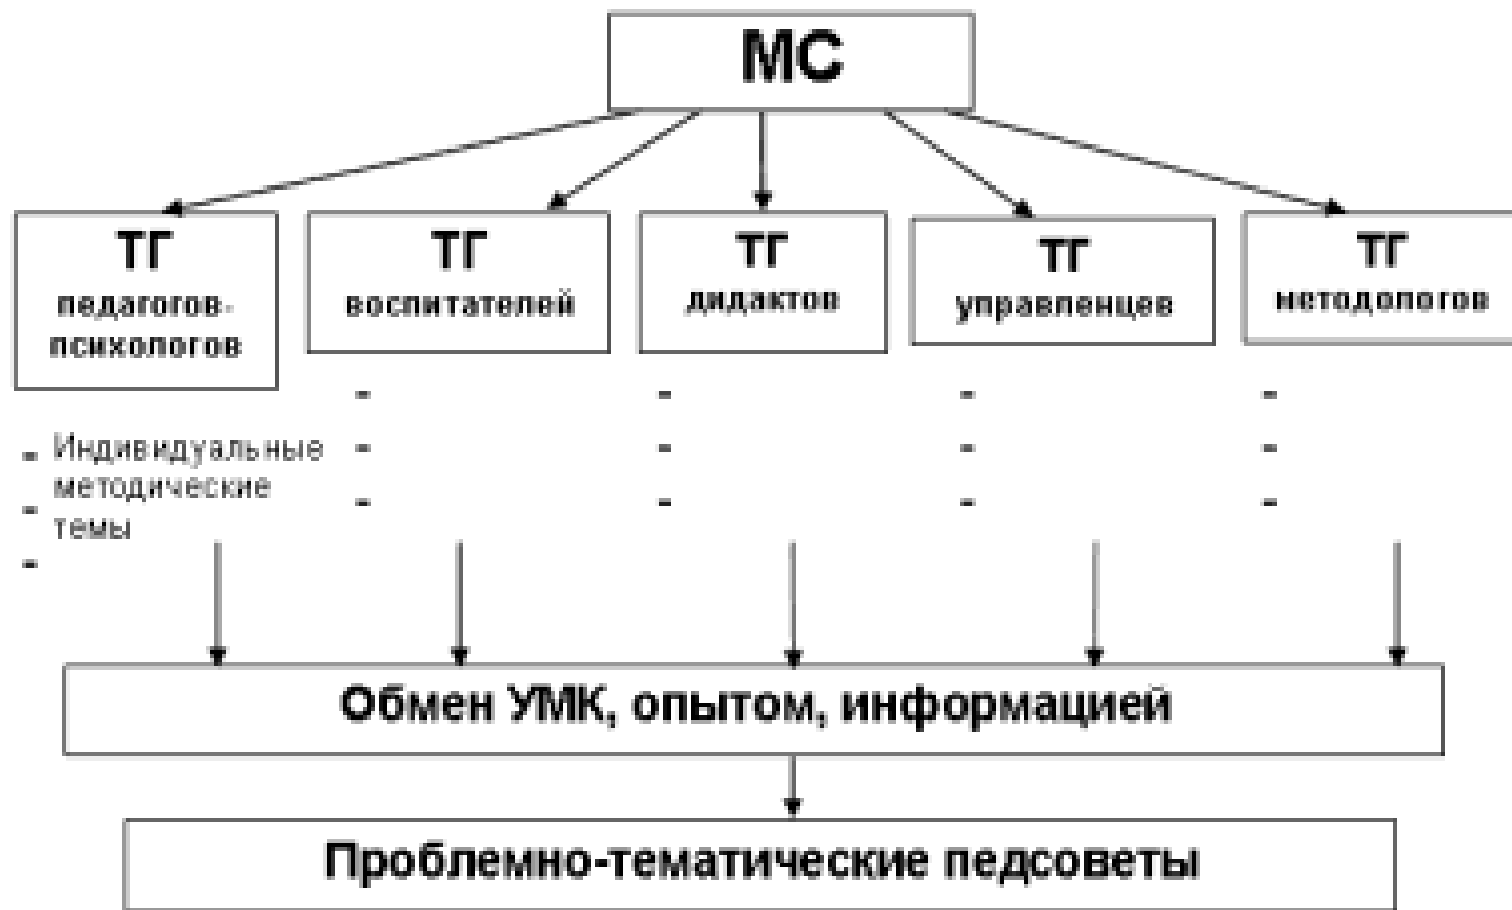 МС
ТГ
педагогов-
психологов
ТГ
воспитателей
ТГ
дидактов
ТГ
управленцев
ТГ
методологов
- Индивидуальные
методические
- темы
-
-
-
-
-
-
-
-
-
-
-
-
-
Обмен УМК, опытом, информацией
Проблемно-тематические педсоветы